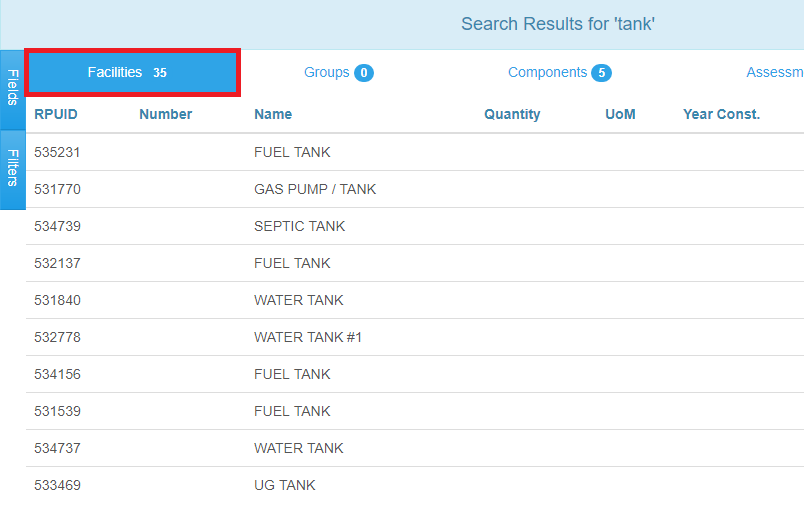 Search Results for 'tank'
Facilities 35 Groups 0 Components 5 Assessm
Fields
Filters
RPUID Number Name Quantity UoM Year Const.
535231 FUEL TANK
531770 GAS PUMP / TANK
534739 SEPTIC TANK
532137 FUEL TANK
531840 WATER TANK
532778 WATER TANK #1
534156 FUEL TANK
531539 FUEL TANK
534737 WATER TANK
533469 UG TANK